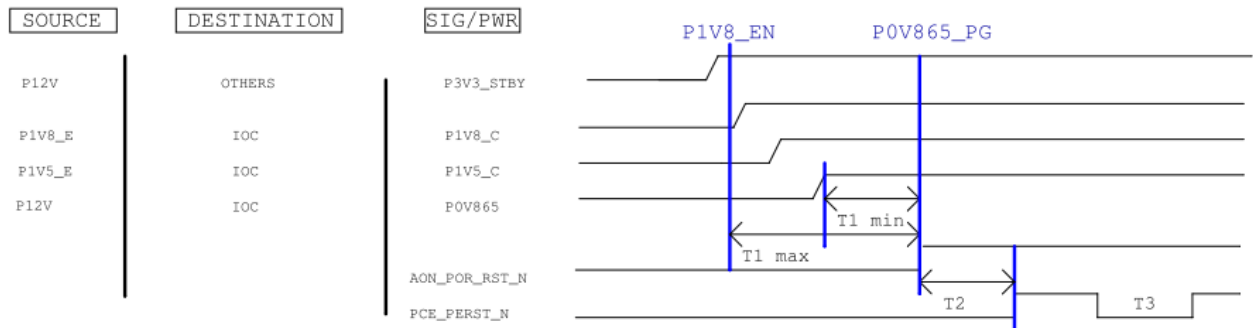 SOURCE DESTINATION SIG/PWR P1V8_EN P0V865_PG
P12V OTHERS P3V3_STBY
P1V8_E IOC P1V8_C
P1V5_E IOC P1V5_C
P12V IOC P0V865
T1 min
T1 max
AON_POR_RST_N
T2 T3
PCE_PERST_N